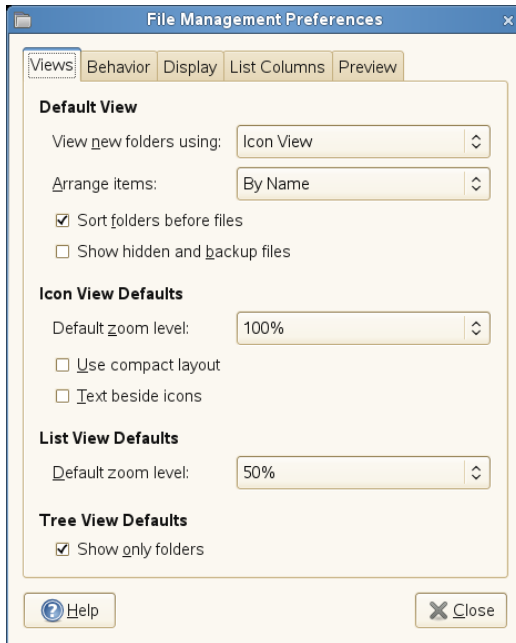 File Management Preferences
Views Behavior Display List Columns Preview
Default View
View new folders using: Icon View
Arrange items: By Name
Sort folders before files
Show hidden and backup files
Icon View Defaults
Default zoom level: 100%
Use compact layout
Text beside icons
List View Defaults
Default zoom level: 50%
Tree View Defaults
Show only folders
Help Close